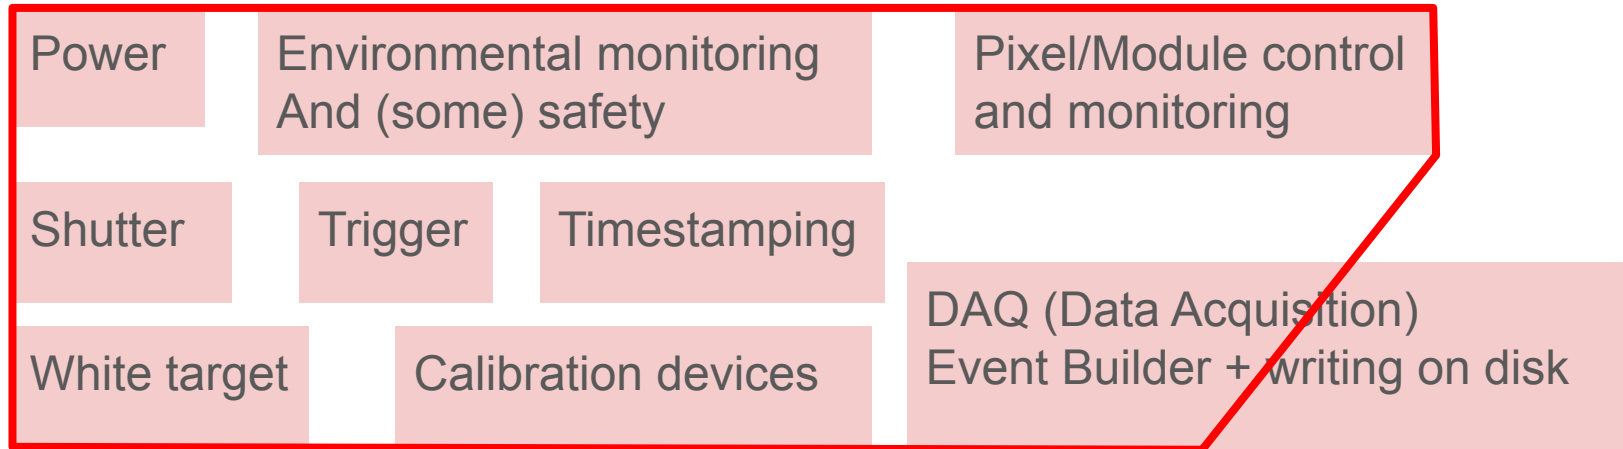 Power
Environmental monitoring
And (some) safety
Pixel/Module control
and monitoring
Shutter
Trigger
Timestamping
White target
Calibration devices
DAQ (Data Acquisition)
Event Builder + writing on disk